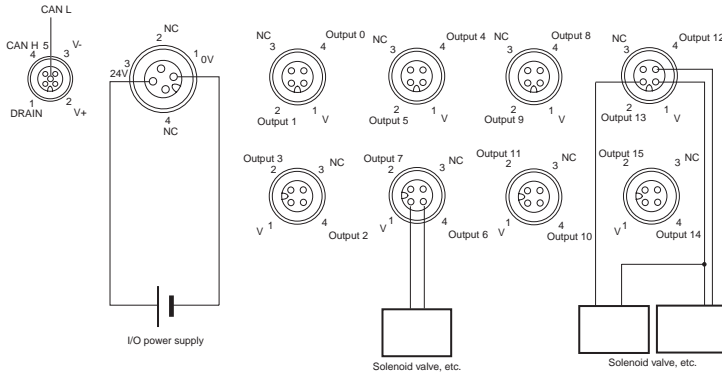 CAN L
CAN H 5 V-
4 3
1 2
DRAIN V+
NC
2
3 1 0V
24V
4
NC
I/O power supply
NC Output 0
3 4
2 1
Output 1 V
NC Output 4
3 4
2 1
Output 5 V
NC Output 8
3 4
2 1
Output 9 V
NC Output 12
3 4
2 1
Output 13 V
Output 3
2 3 NC
V 1 4
Output 2
Output 7
2 3 NC
V 1 4
Output 6
Output 11
2 3 NC
V 1 4
Output 10
Output 15
2 3 NC
V 1 4
Output 14
Solenoid valve, etc.
Solenoid valve, etc.